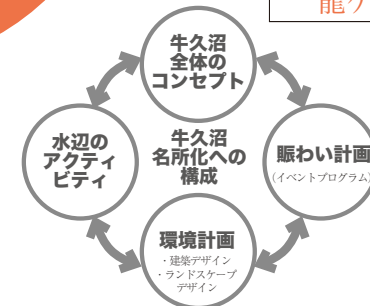 牛久沼
全体の
コンセプト
水辺の
アクティ
ビティ
牛久沼
名所化への
構成
賑わい計画
(イベントプログラム)
環境計画
・建築デザイン
・ランドスケープ
デザイン